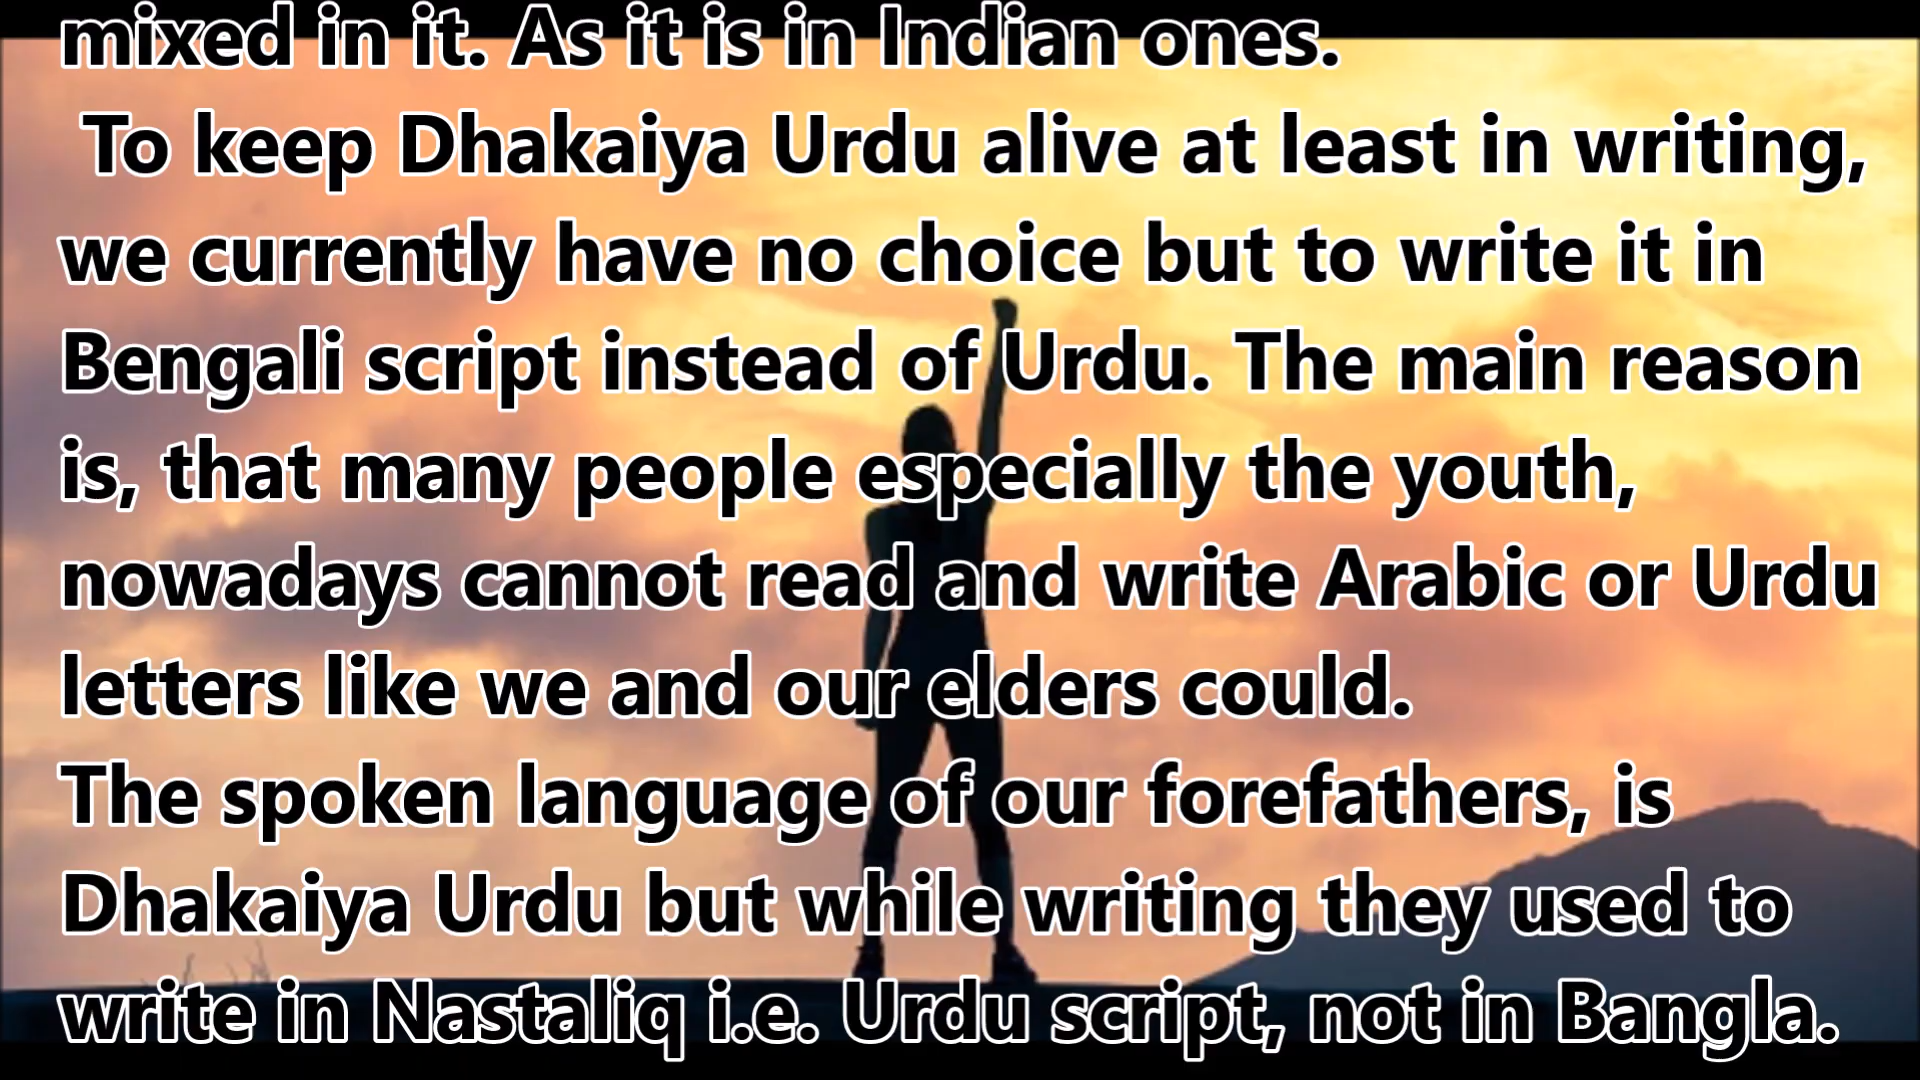 mixed in it. As it is in Indian ones.
To keep Dhakaiya Urdu alive at least in writing,
we currently have no choice but to write it in
Bengali script instead of Urdu. The main reason
is, that many people especially the youth,
nowadays cannot read and write Arabic or Urdu
letters like we and our elders could.
The spoken language of our forefathers, is
Dhakaiya Urdu but while writing they used to
write in Nastaliq i.e. Urdu script, not in Bangla.